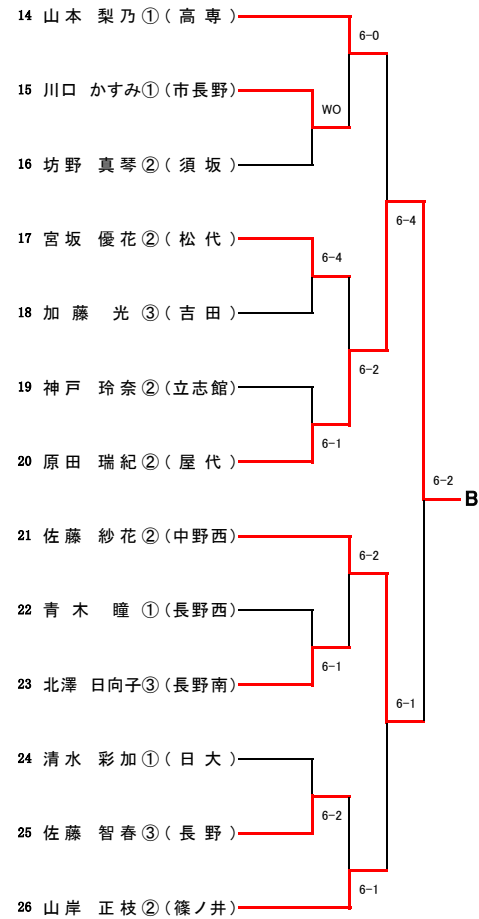 14 山本 梨乃①(高専)
6-0
15 川口 かすみ①(市長野)
WO
16 坊野 真琴②(須坂)
6-4
17 宮坂 優花②(松代)
6-4
18 加藤 光③(吉田)
6-2
19 神戸 玲奈②(立志館)
6-1
20 原田 瑞紀②(屋代)
6-2
B
21 佐藤 紗花②(中野西)
6-2
22 青木 瞳①(長野西)
6-1
23 北澤 日向子③(長野南)
6-1
24 清水 彩加①(日大)
6-2
25 佐藤 智春③(長野)
6-1
26 山岸 正枝②(篠ノ井)